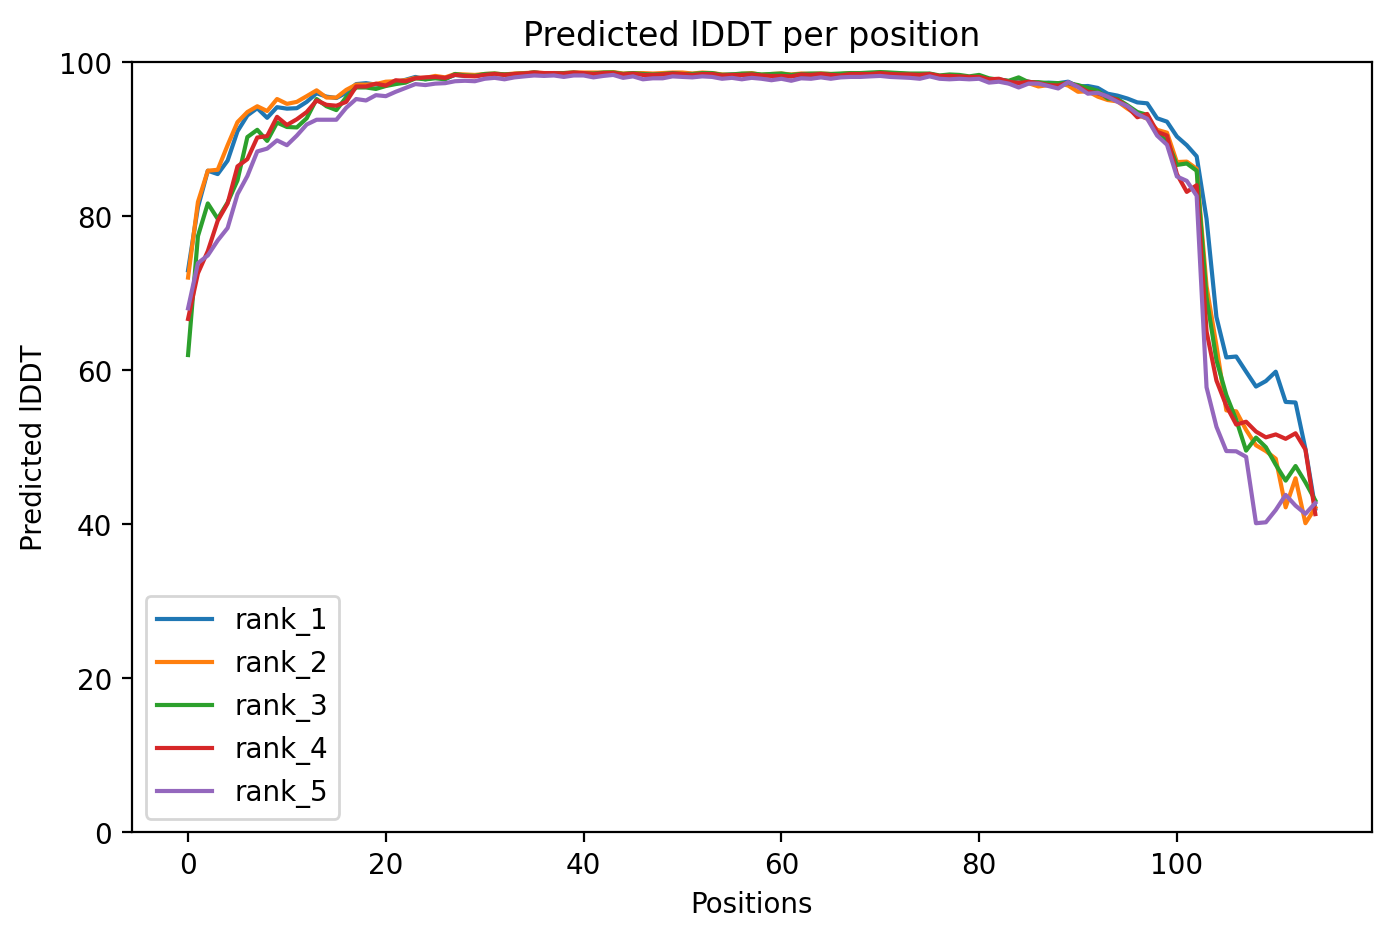 Predicted lDDT per position
Predicted lDDT
100
80
60
40
20
0
rank_1
rank_2
rank_3
rank_4
rank_5
0 20 40 60 80 100
Positions